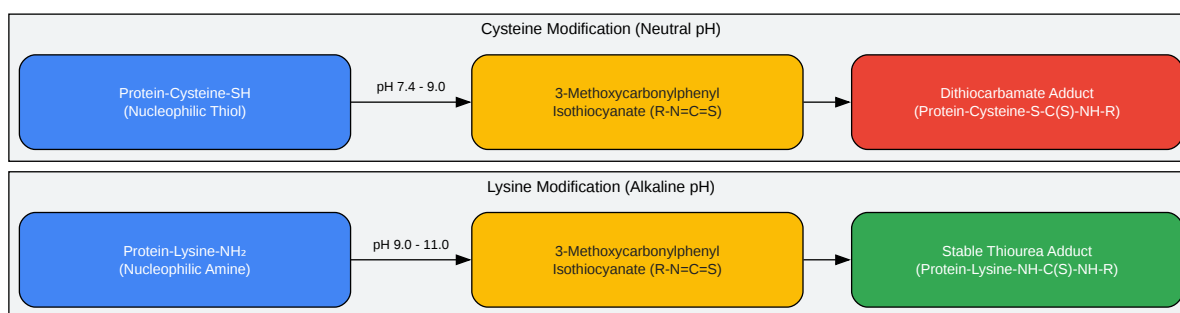 Cysteine Modification (Neutral pH)
Protein-Cysteine-SH
(Nucleophilic Thiol)
pH 7.4 - 9.0
3-Methoxycarbonylphenyl
Isothiocyanate (R-N=C=S)
Dithiocarbamate Adduct
(Protein-Cysteine-S-C(S)-NH-R)
Lysine Modification (Alkaline pH)
Protein-Lysine-NH₂
(Nucleophilic Amine)
pH 9.0 - 11.0
3-Methoxycarbonylphenyl
Isothiocyanate (R-N=C=S)
Stable Thiourea Adduct
(Protein-Lysine-NH-C(S)-NH-R)